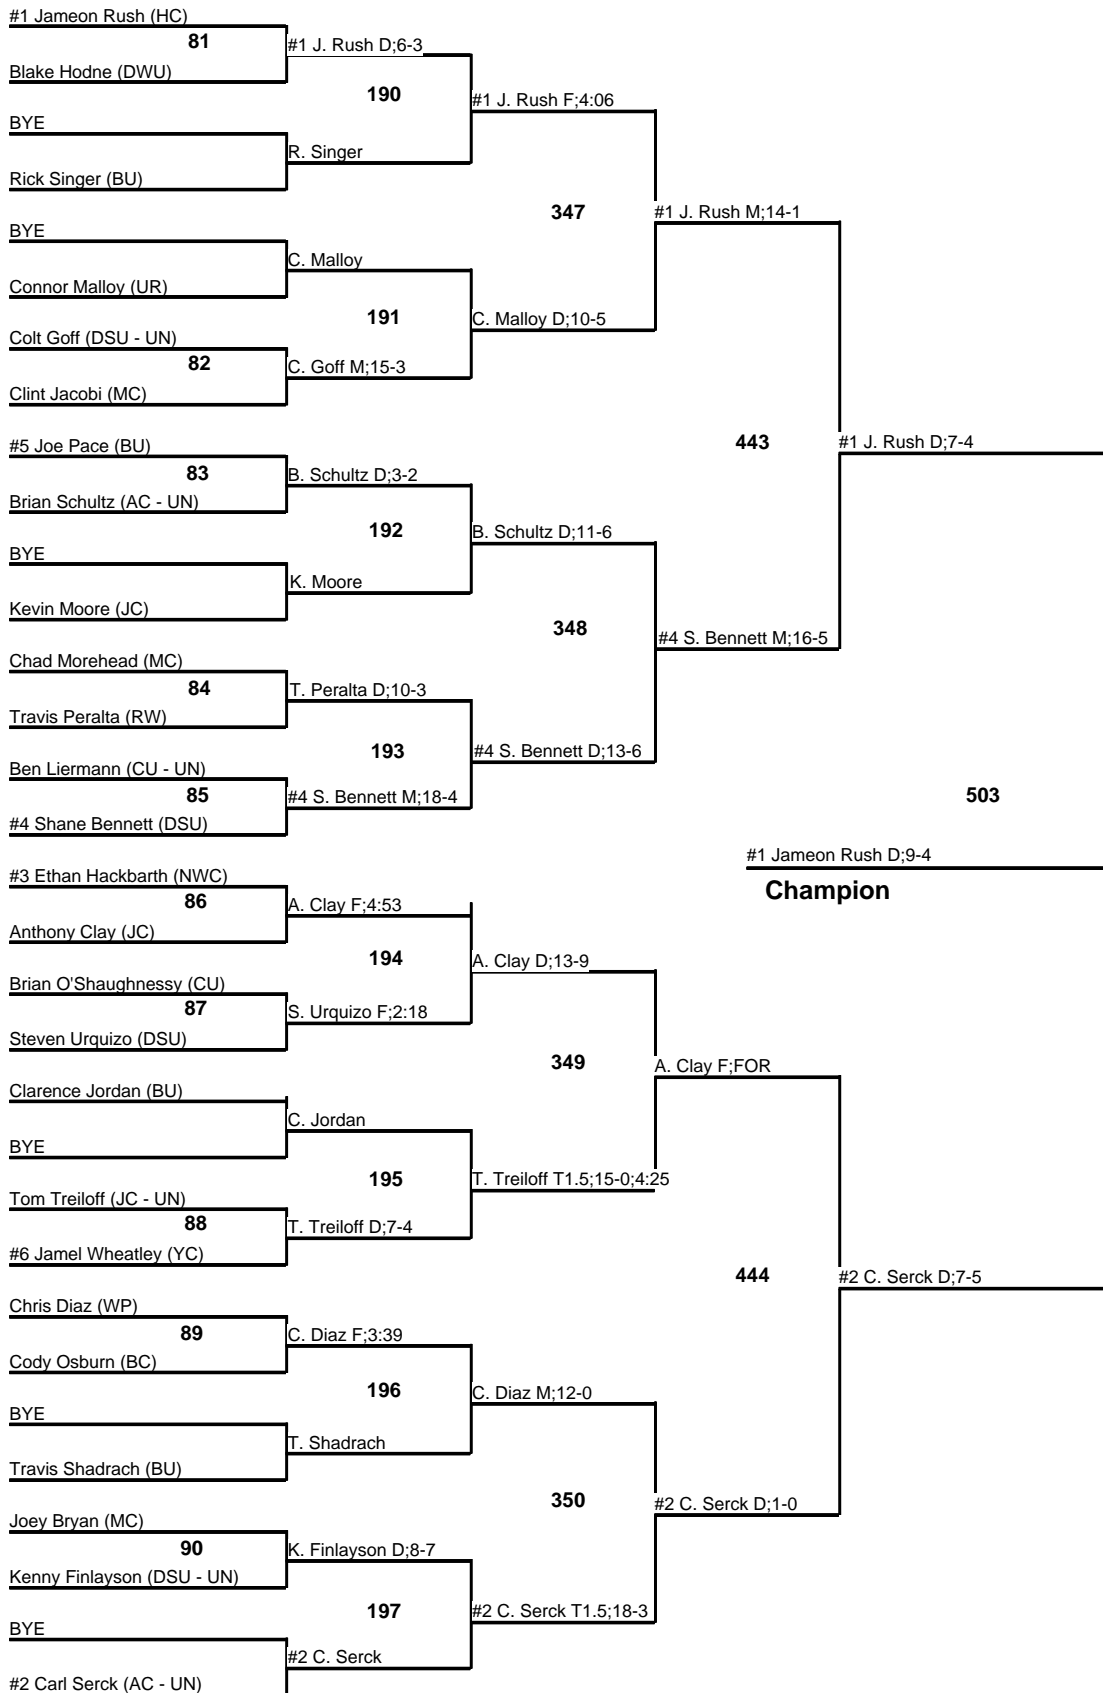 #1 Jameon Rush (HC)
81
#1 J. Rush D;6-3
Blake Hodne (DWU)
190
#1 J. Rush F;4:06
BYE
R. Singer
Rick Singer (BU)
347
#1 J. Rush M;14-1
BYE
C. Malloy
Connor Malloy (UR)
191
C. Malloy D;10-5
Colt Goff (DSU - UN)
82
C. Goff M;15-3
Clint Jacobi (MC)
443
#1 J. Rush D;7-4
#5 Joe Pace (BU)
83
B. Schultz D;3-2
Brian Schultz (AC - UN)
192
B. Schultz D;11-6
BYE
K. Moore
Kevin Moore (JC)
348
#4 S. Bennett M;16-5
Chad Morehead (MC)
84
T. Peralta D;10-3
Travis Peralta (RW)
193
#4 S. Bennett D;13-6
Ben Liermann (CU - UN)
85
#4 S. Bennett M;18-4
503
#4 Shane Bennett (DSU)
#1 Jameon Rush D;9-4
Champion
#3 Ethan Hackbarth (NWC)
86
A. Clay F;4:53
Anthony Clay (JC)
194
A. Clay D;13-9
Brian O'Shaughnessy (CU)
87
S. Urquizo F;2:18
Steven Urquizo (DSU)
349
A. Clay F;FOR
Clarence Jordan (BU)
C. Jordan
BYE
195
T. Treiloff T1.5;15-0;4:25
Tom Treiloff (JC - UN)
88
T. Treiloff D;7-4
#6 Jamel Wheatley (YC)
444
#2 C. Serck D;7-5
Chris Diaz (WP)
89
C. Diaz F;3:39
Cody Osburn (BC)
196
C. Diaz M;12-0
BYE
T. Shadrach
Travis Shadrach (BU)
350
#2 C. Serck D;1-0
Joey Bryan (MC)
90
K. Finlayson D;8-7
Kenny Finlayson (DSU - UN)
197
#2 C. Serck T1.5;18-3
BYE
#2 C. Serck
#2 Carl Serck (AC - UN)